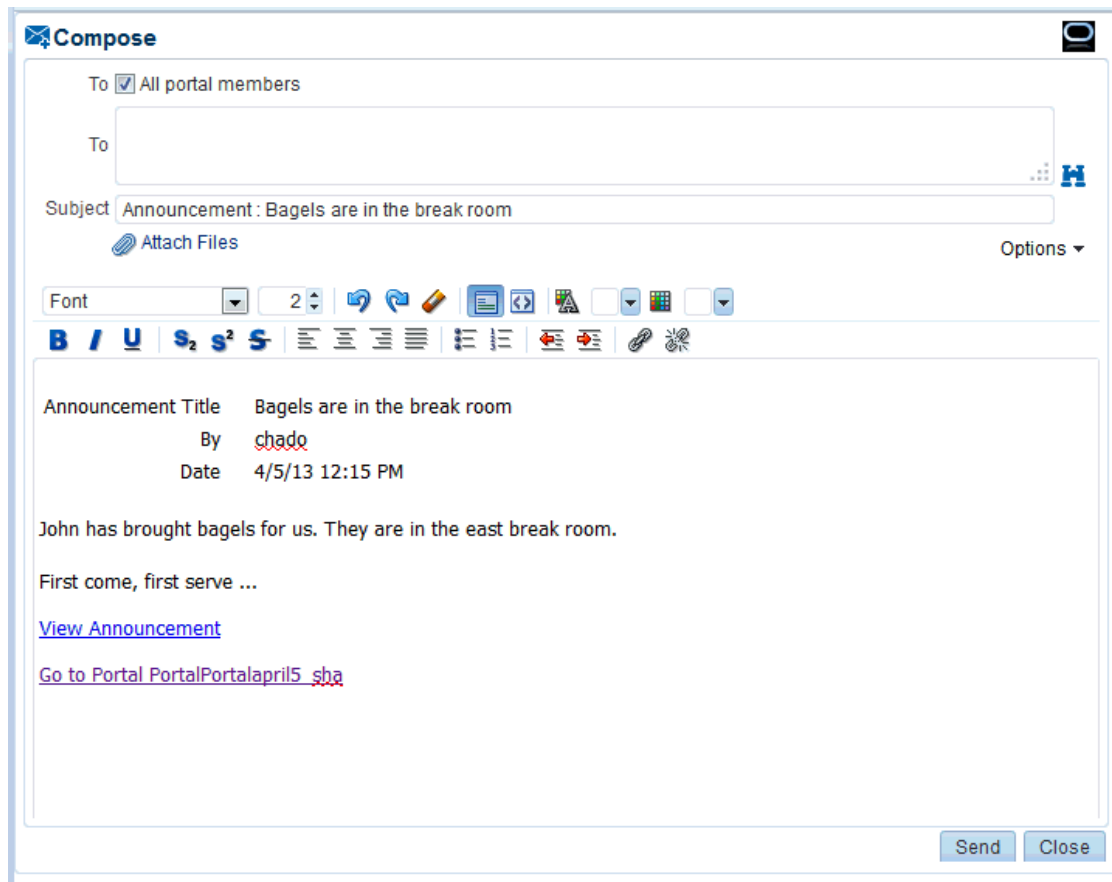 Compose
To All portal members
To
Subject Announcement : Bagels are in the break room
Attach Files
Options
Font 2
B I U S₂ S² S
Announcement Title Bagels are in the break room
By chado
Date 4/5/13 12:15 PM
John has brought bagels for us. They are in the east break room.
First come, first serve ...
View Announcement
Go to Portal PortalPortalapril5_sha
Send Close